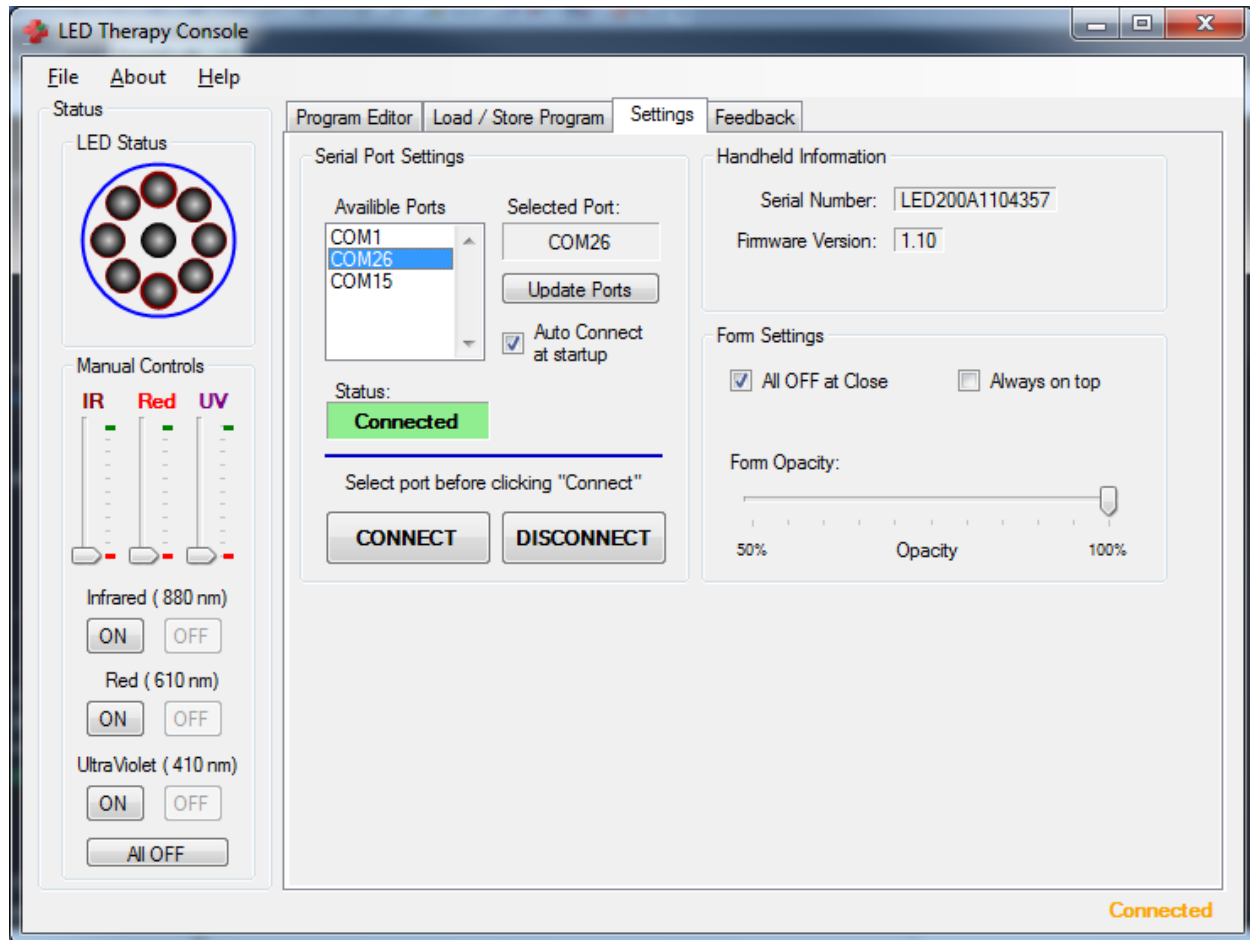 LED Therapy Console
File About Help
Status
LED Status
Manual Controls
IR Red UV
Infrared ( 880 nm)
ON OFF
Red ( 610 nm)
ON OFF
UltraViolet ( 410 nm)
ON OFF
All OFF
Program Editor Load / Store Program Settings Feedback
Serial Port Settings
Availible Ports Selected Port:
COM1
COM26
COM15
COM26
Update Ports
Auto Connect
at startup
Status:
Connected
Select port before clicking "Connect"
CONNECT DISCONNECT
Handheld Information
Serial Number: LED200A1104357
Firmware Version: 1.10
Form Settings
All OFF at Close Always on top
Form Opacity:
50% Opacity 100%
Connected